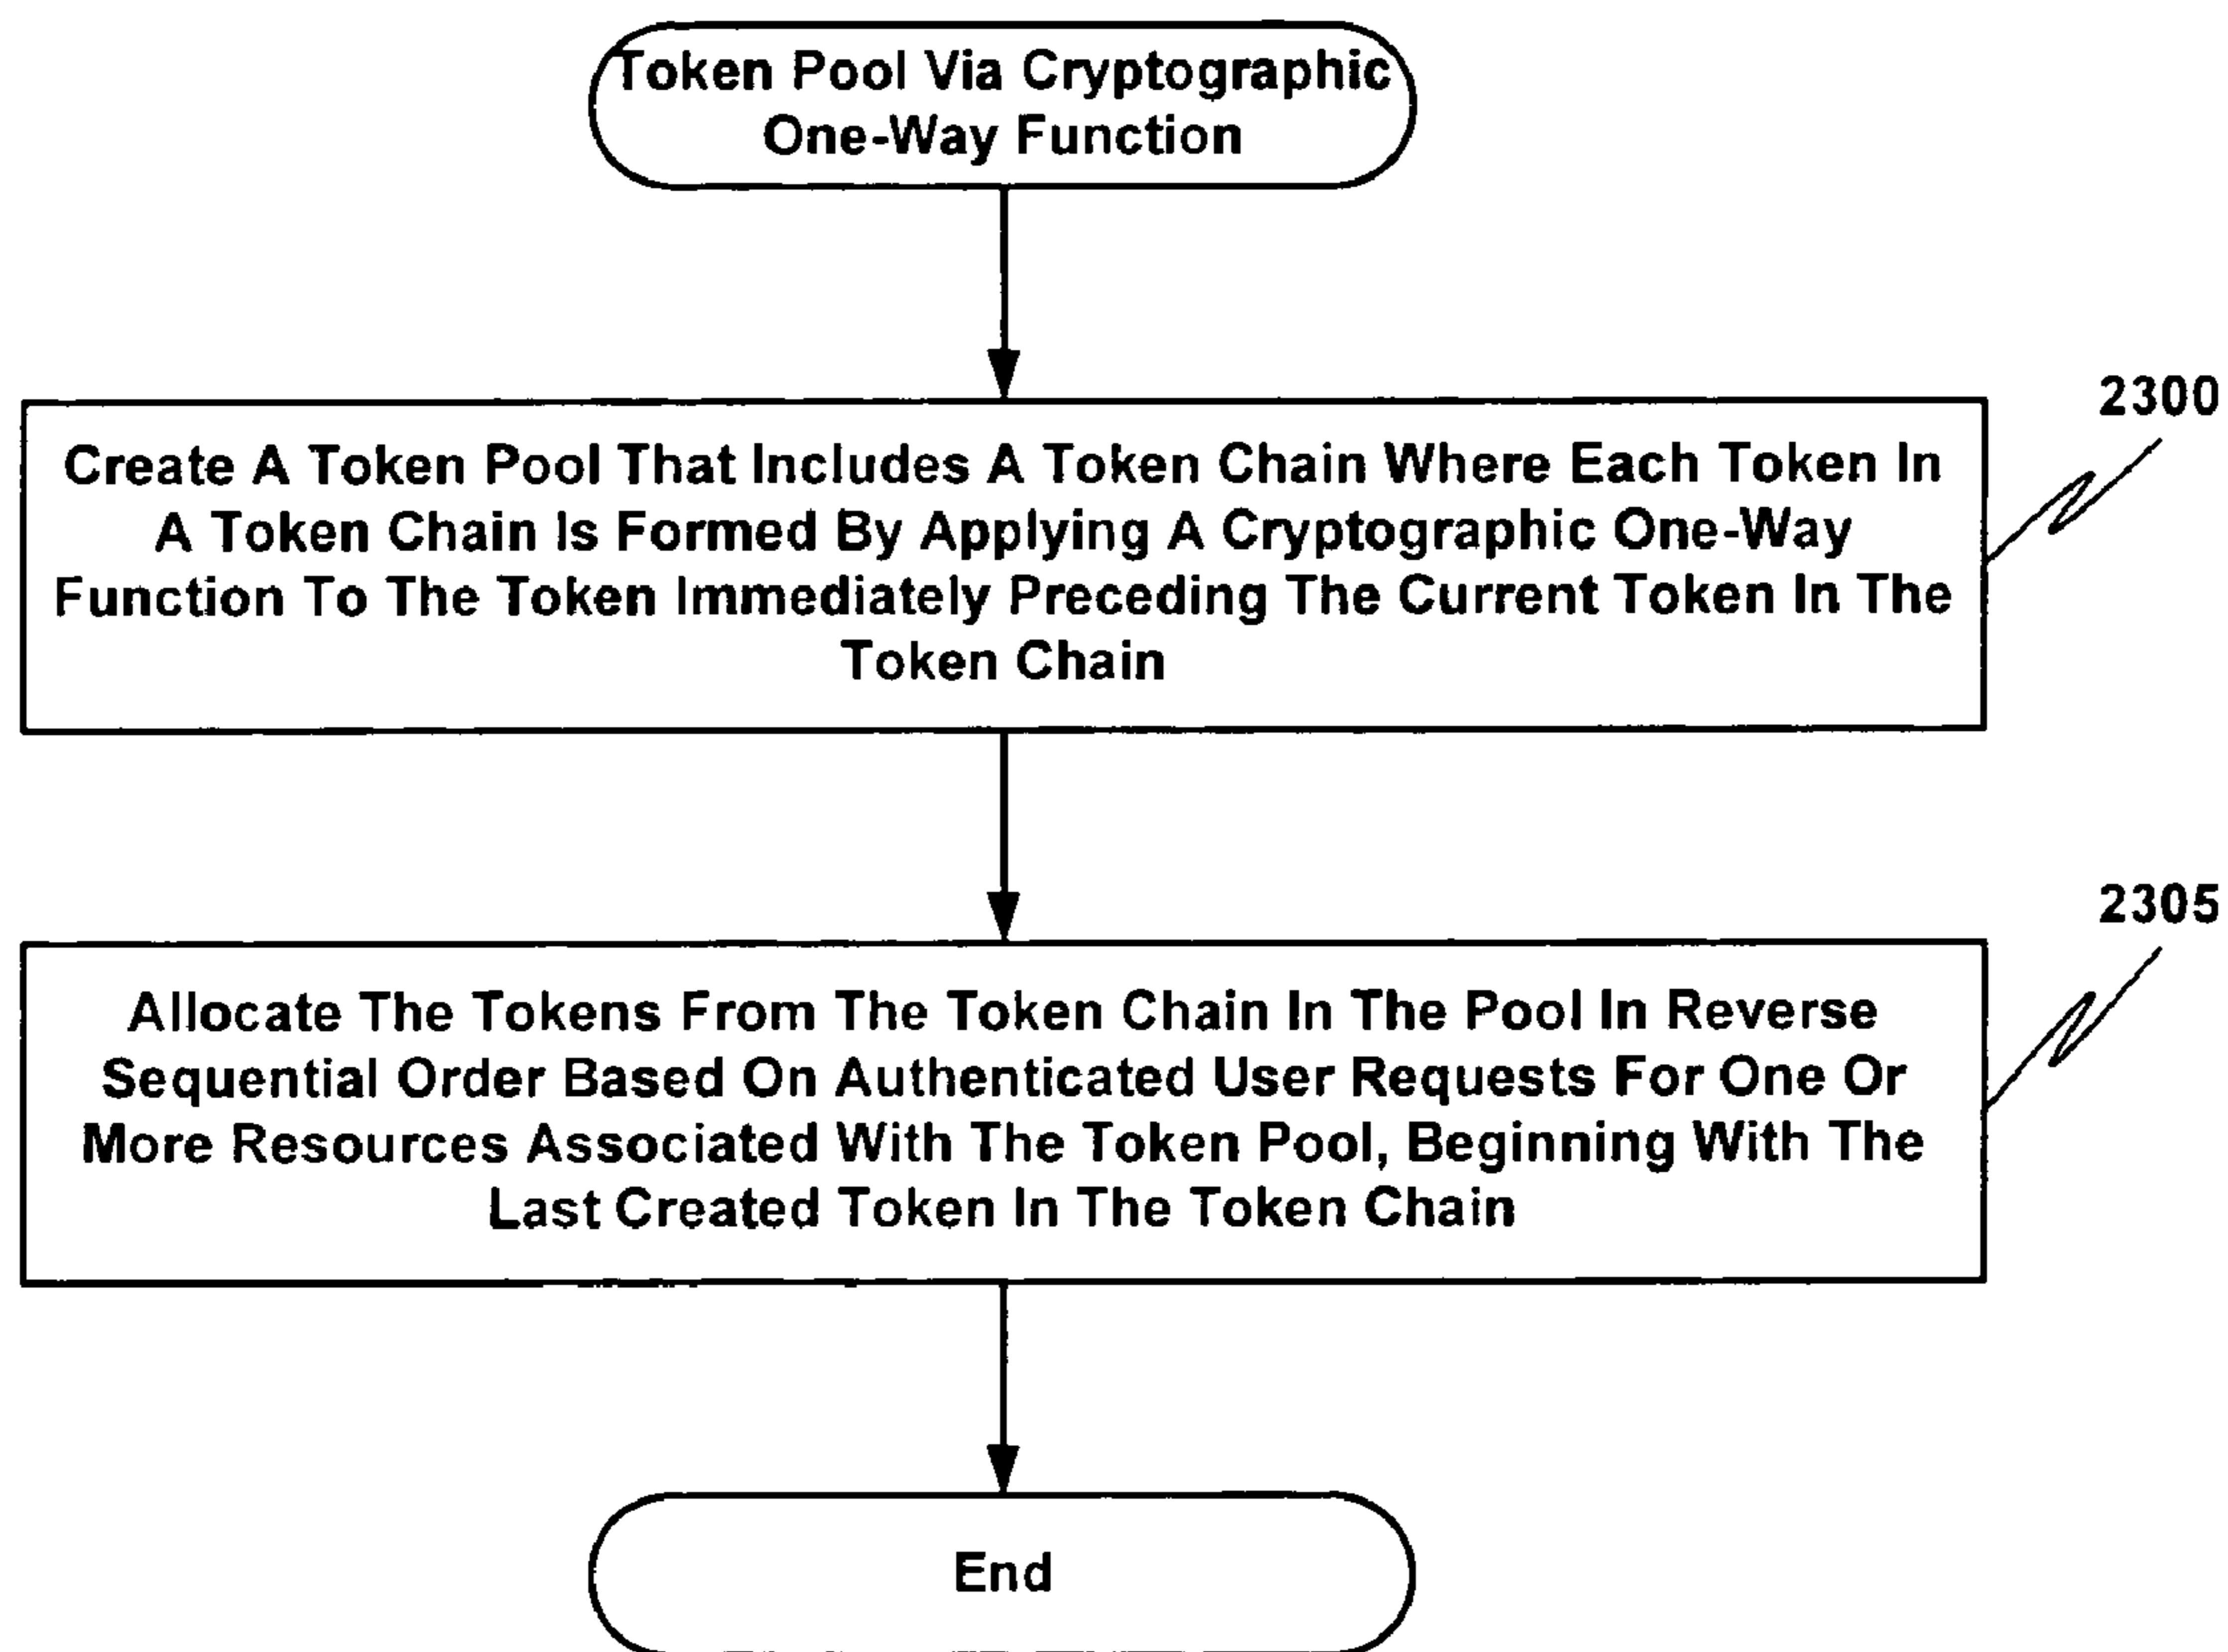 Token Pool Via Cryptographic
One-Way Function
2300
Create A Token Pool That Includes A Token Chain Where Each Token In
A Token Chain Is Formed By Applying A Cryptographic One-Way
Function To The Token Immediately Preceding The Current Token In The
Token Chain
2305
Allocate The Tokens From The Token Chain In The Pool In Reverse
Sequential Order Based On Authenticated User Requests For One Or
More Resources Associated With The Token Pool, Beginning With The
Last Created Token In The Token Chain
End